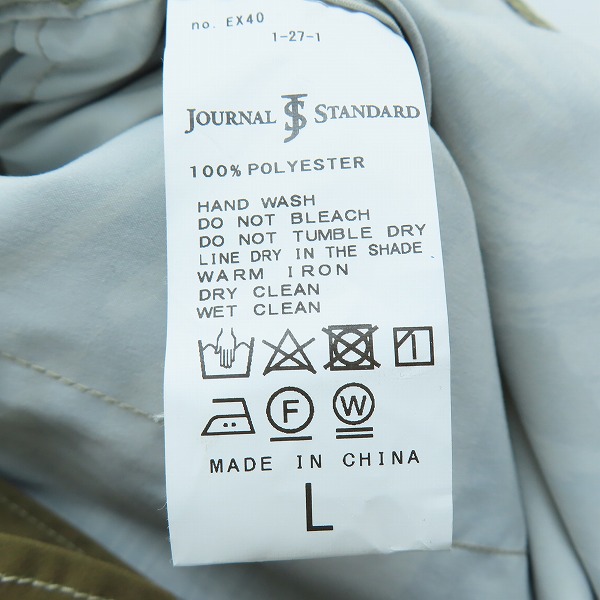 no. EX40
1-27-1
JOURNAL JS STANDARD
100% POLYESTER
HAND WASH
DO NOT BLEACH
DO NOT TUMBLE DRY
LINE DRY IN THE SHADE
WARM IRON
DRY CLEAN
WET CLEAN
F W
MADE IN CHINA
L